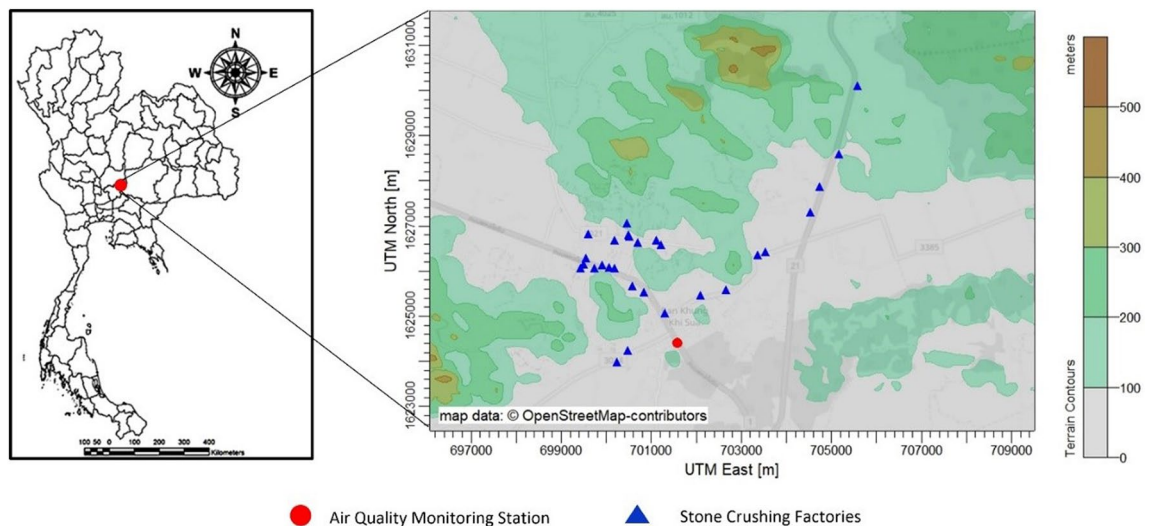 N
W E
S
100 50 0 100 200 300 400
Kilometers
UTM North [m]
1631000
1629000
1627000
1625000
1623000
21
3385
1
map data: © OpenStreetMap-contributors
697000 699000 701000 703000 705000 707000 709000
UTM East [m]
meters
500
400
300
200
100
0
Terrain Contours
Air Quality Monitoring Station
Stone Crushing Factories